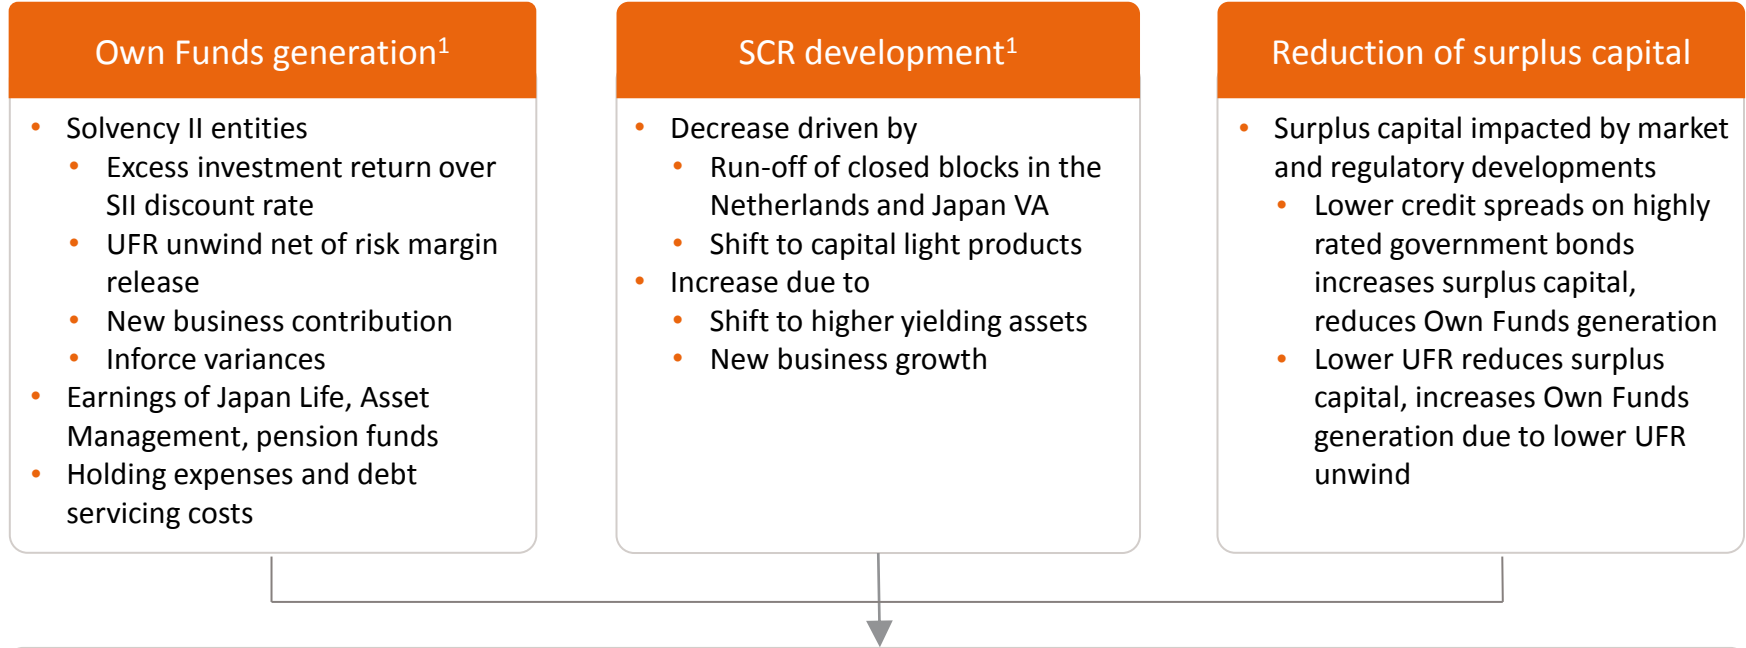 Own Funds generation¹
• Solvency II entities
• Excess investment return over
SII discount rate
• UFR unwind net of risk margin
release
• New business contribution
• Inforce variances
• Earnings of Japan Life, Asset
Management, pension funds
• Holding expenses and debt
servicing costs
SCR development¹
• Decrease driven by
• Run-off of closed blocks in the
Netherlands and Japan VA
• Shift to capital light products
• Increase due to
• Shift to higher yielding assets
• New business growth
Reduction of surplus capital
• Surplus capital impacted by market
and regulatory developments
• Lower credit spreads on highly
rated government bonds
increases surplus capital,
reduces Own Funds generation
• Lower UFR reduces surplus
capital, increases Own Funds
generation due to lower UFR
unwind